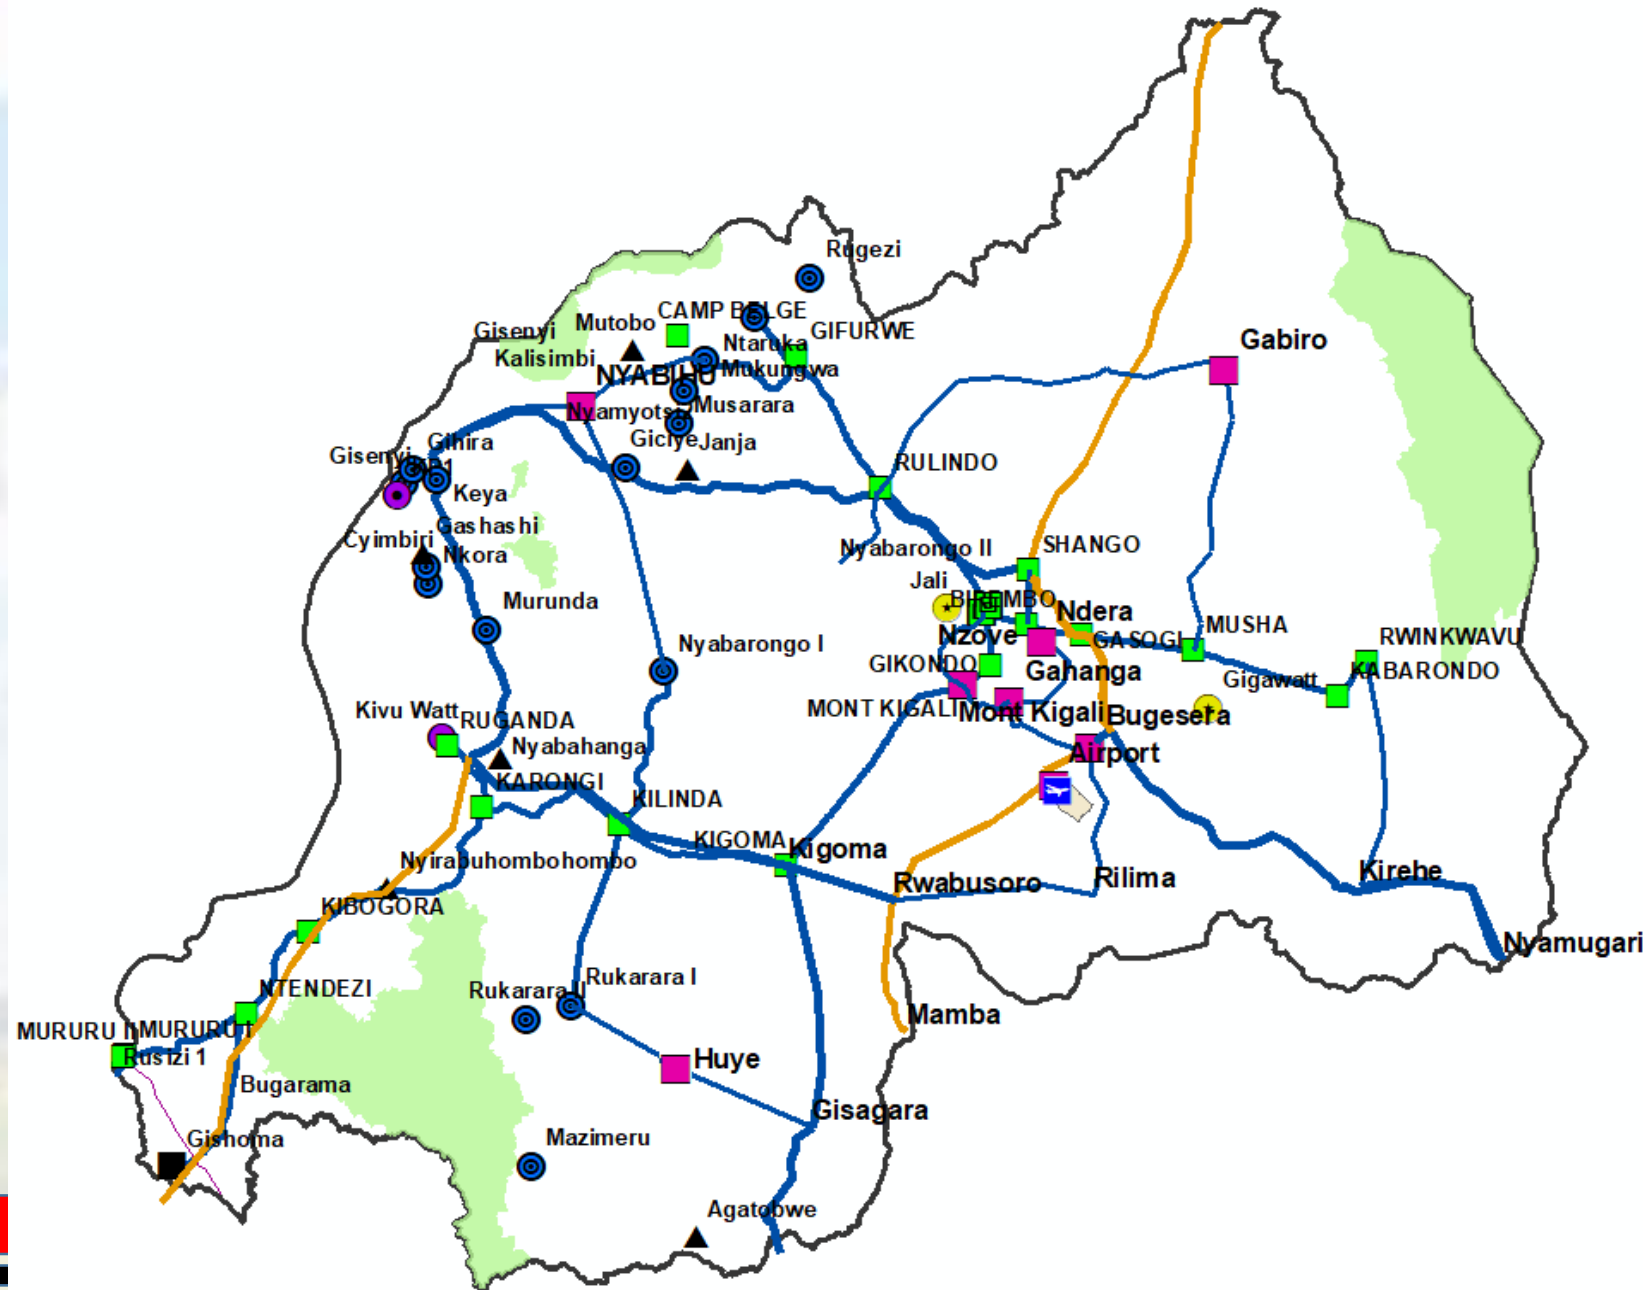 Rugezi
CAMP BELGE
Mutobo
Gisenyi
GIFURWE
Gabiro
Ntaruka
Kalisimbi
Mukungwa
NYABIHU
Musarara
Giciye
Janja
Gihira
Gisenyi
RULINDO
Keya
Gashashi
Cyimbiri
Nkora
SHANGO
Nyabarongo II
Jali
BIREMBO
Murunda
Ndera
MUSHA
Nzove
GASOGI
RWINKWAVU
Nyabarongo I
GIKONDO
Gahanga
KABARONDO
Gigawatt
MONT KIGALI
Mont Kigali
Bugesera
Airport
Kivu Watt
RUGANDA
Nyabahanga
KARONGI
KILINDA
KIGOMA
Kigoma
Nyirabuhombohombo
Rwabusoro
Rilima
Kirehe
KIBOGORA
Nyamugari
NTENDEZI
Rukarara II
Rukarara I
Mamba
MURURU II
MURURU I
Rusizi 1
Huye
Bugarama
Gisagara
Gishoma
Mazimeru
Agatobwe